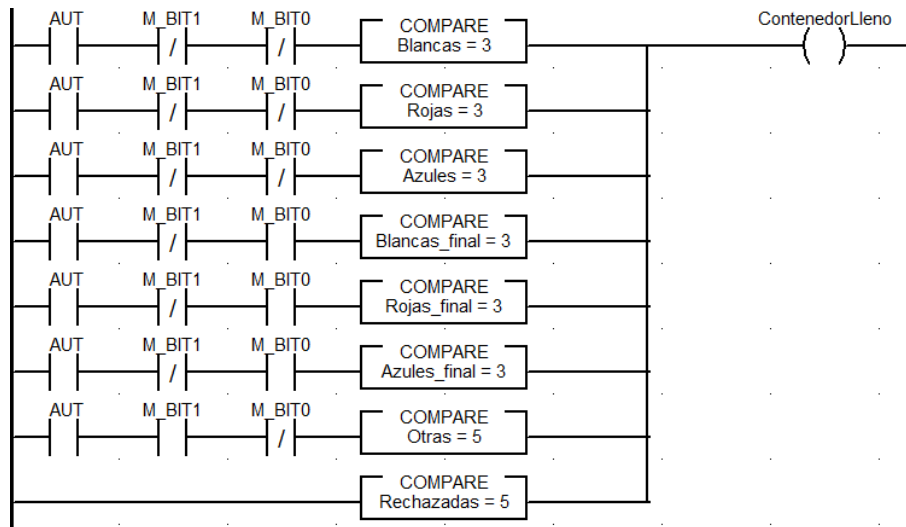 AUT M_BIT1 M_BIT0 COMPARE ContenedorLleno
/ / Blancas = 3 ( )
AUT M_BIT1 M_BIT0 COMPARE
/ / Rojas = 3
AUT M_BIT1 M_BIT0 COMPARE
/ / Azules = 3
AUT M_BIT1 M_BIT0 COMPARE
/ Blancas_final = 3
AUT M_BIT1 M_BIT0 COMPARE
/ Rojas_final = 3
AUT M_BIT1 M_BIT0 COMPARE
/ Azules_final = 3
AUT M_BIT1 M_BIT0 COMPARE
/ Otras = 5
COMPARE
Rechazadas = 5